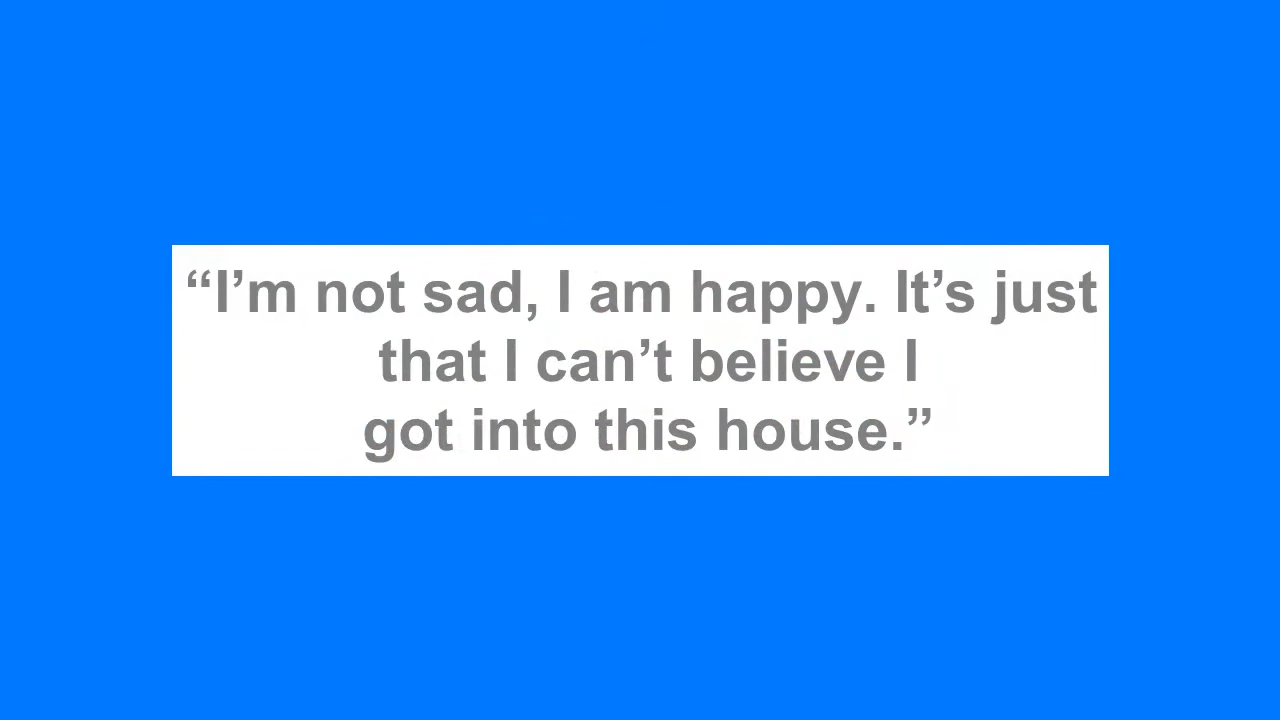 “I’m not sad, I am happy. It’s just
that I can’t believe I
got into this house.”